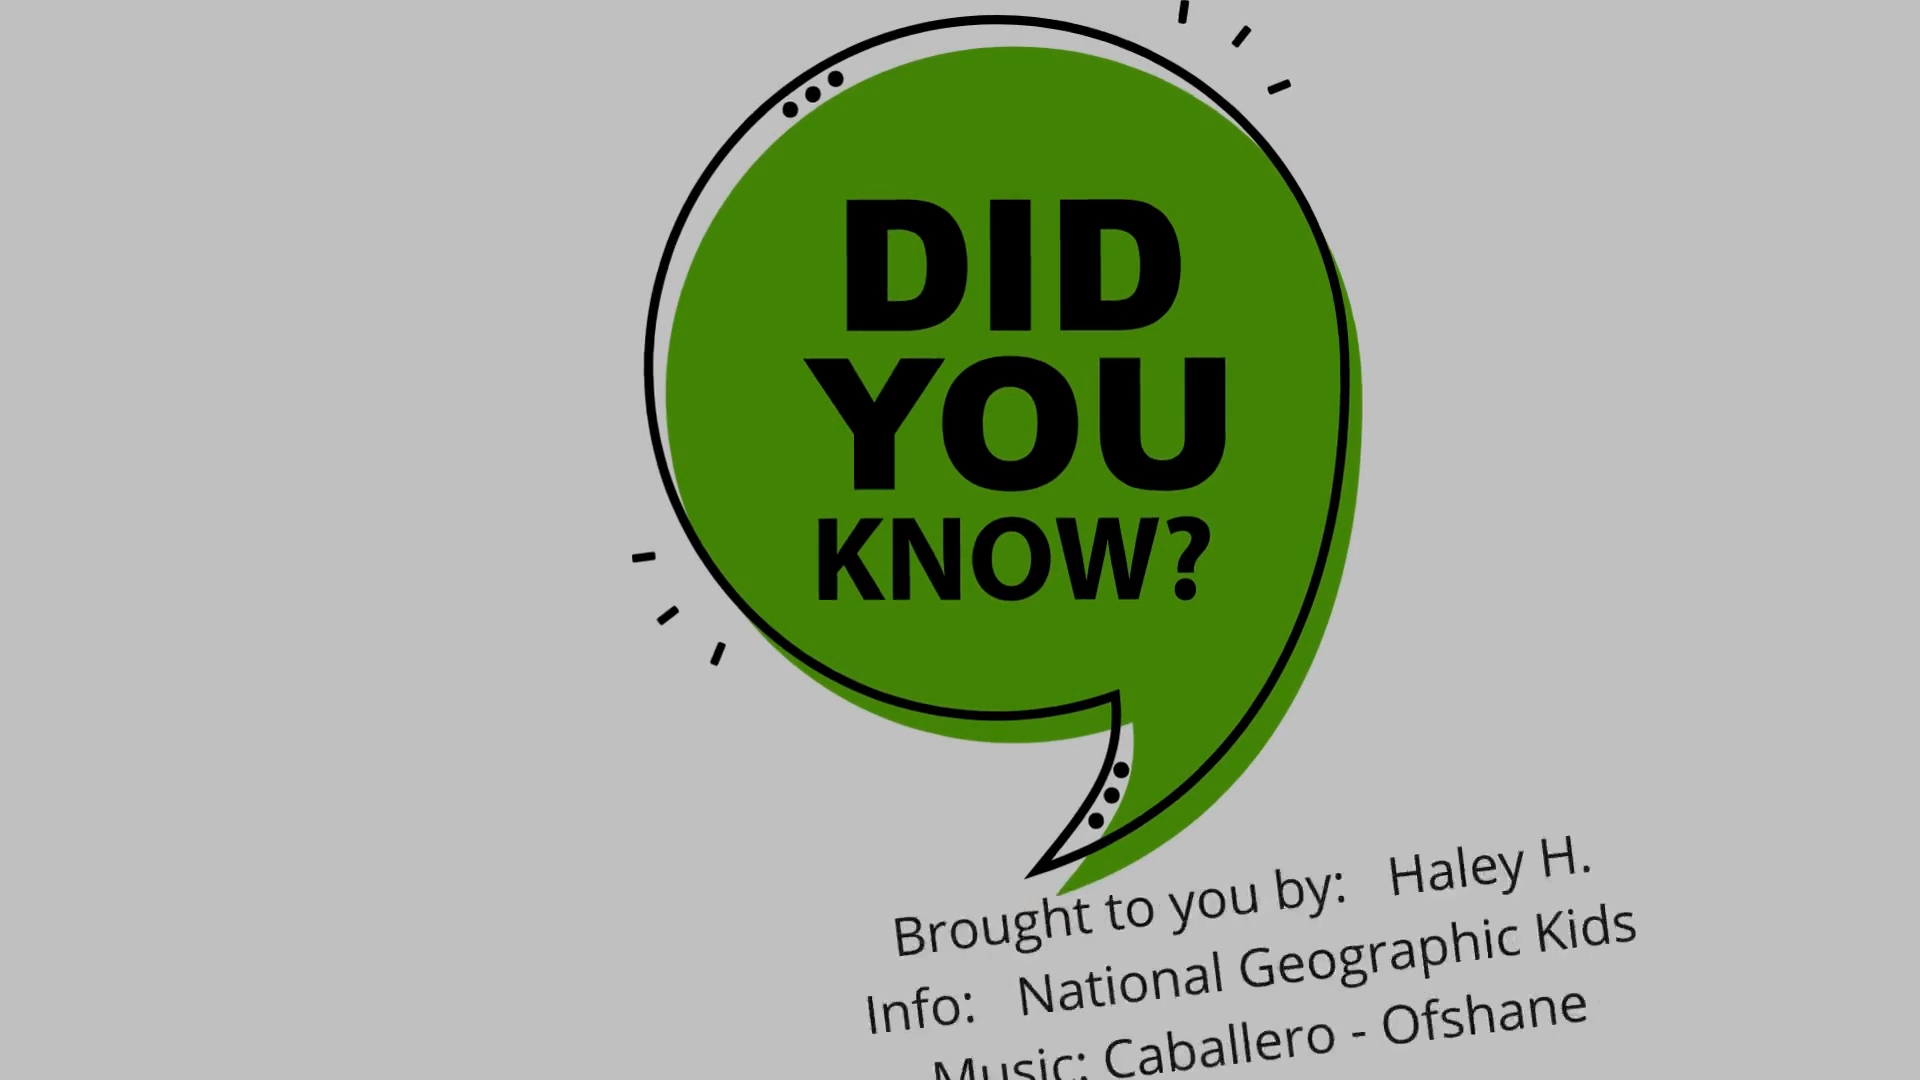 DID
YOU
KNOW?
Brought to you by: Haley H.
Info: National Geographic Kids
Music: Caballero - Ofshane